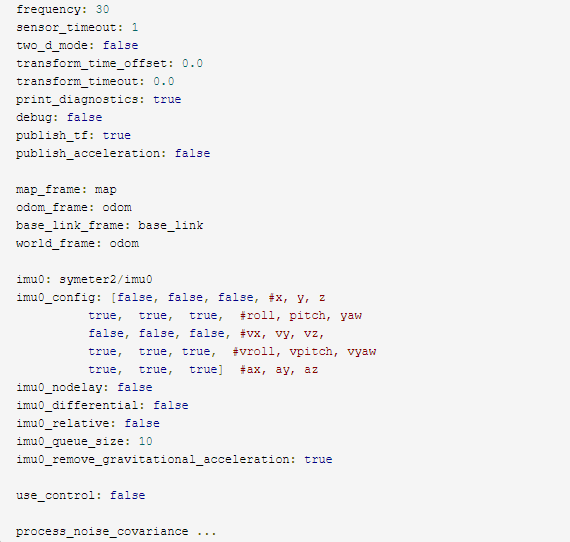 frequency: 30
sensor_timeout: 1
two_d_mode: false
transform_time_offset: 0.0
transform_timeout: 0.0
print_diagnostics: true
debug: false
publish_tf: true
publish_acceleration: false

map_frame: map
odom_frame: odom
base_link_frame: base_link
world_frame: odom

imu0: symeter2/imu0
imu0_config: [false, false, false, #x, y, z
          true,  true,  true,  #roll, pitch, yaw
          false, false, false, #vx, vy, vz,
          true,  true, true,  #vroll, vpitch, vyaw
          true,  true,  true]  #ax, ay, az
imu0_nodelay: false
imu0_differential: false
imu0_relative: false
imu0_queue_size: 10
imu0_remove_gravitational_acceleration: true

use_control: false

process_noise_covariance ...